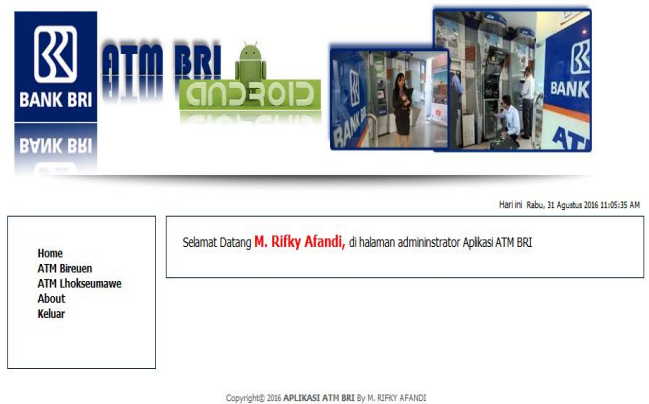 BANK BRI
ATM BRI
ANDROID
BANK
BANK
AT
Hari ini Rabu, 31 Agustus 2016 11:05:35 AM
Home
ATM Bireuen
ATM Lhokseumawe
About
Keluar
Selamat Datang M. Rifky Afandi, di halaman admininstrator Aplikasi ATM BRI
Copyright© 2016 APLIKASI ATM BRI By M. RIFKY AFANDI